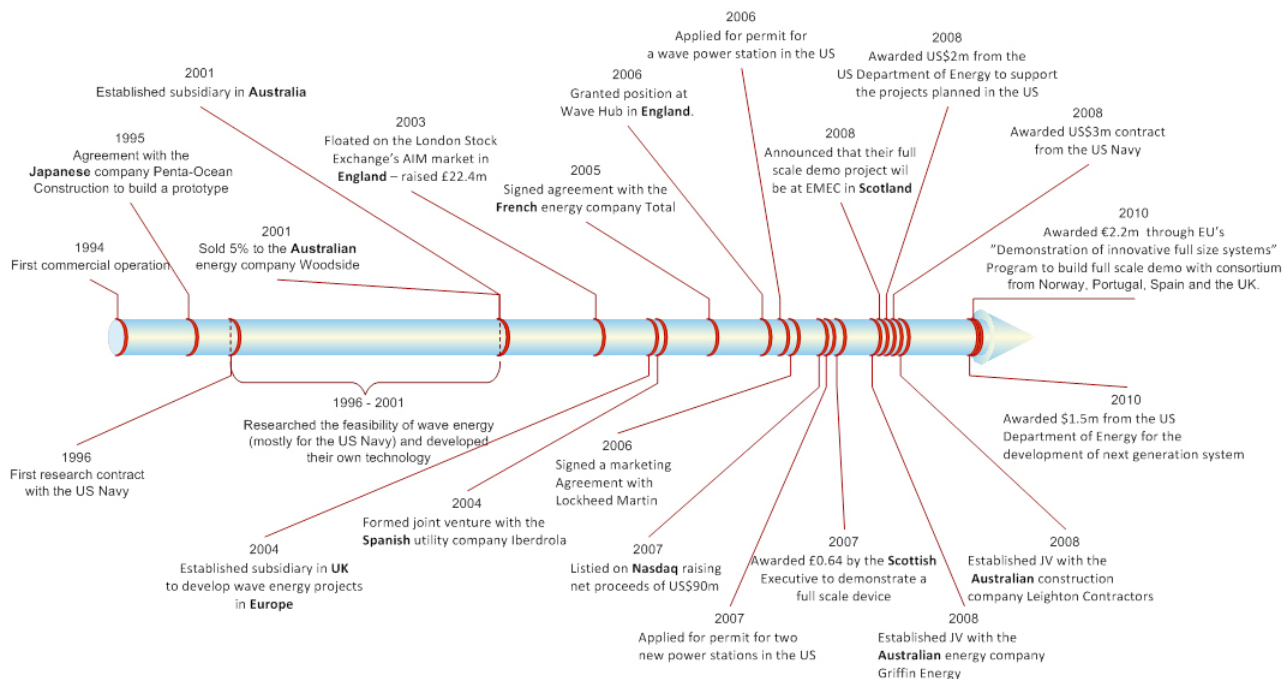 2006
Applied for permit for
a wave power station in the US
2008
Awarded US$2m from the
US Department of Energy to support
the projects planned in the US
2001
Established subsidiary in Australia
2006
Granted position at
Wave Hub in England.
2008
Awarded US$3m contract
from the US Navy
2003
Floated on the London Stock
Exchange's AIM market in
England – raised £22.4m
1995
Agreement with the
Japanese company Penta-Ocean
Construction to build a prototype
2008
Announced that their full
scale demo project will
be at EMEC in Scotland
2005
Signed agreement with the
French energy company Total
2010
Awarded €2.2m through EU's
"Demonstration of innovative full size systems"
Program to build full scale demo with consortium
from Norway, Portugal, Spain and the UK.
1994
First commercial operation
2001
Sold 5% to the Australian
energy company Woodside
1996 - 2001
Researched the feasibility of wave energy
(mostly for the US Navy) and developed
their own technology
2010
Awarded $1.5m from the US
Department of Energy for the
development of next generation system
1996
First research contract
with the US Navy
2006
Signed a marketing
Agreement with
Lockheed Martin
2004
Formed joint venture with the
Spanish utility company Iberdrola
2004
Established subsidiary in UK
to develop wave energy projects
in Europe
2007
Listied on Nasdaq raising
net proceeds of US$90m
2007
Awarded £0.64 by the Scottish
Executive to demonstrate a
full scale device
2008
Established JV with the
Australian construction
company Leighton Contractors
2007
Applied for permit for two
new power stations in the US
2008
Established JV with the
Australian energy company
Griffin Energy